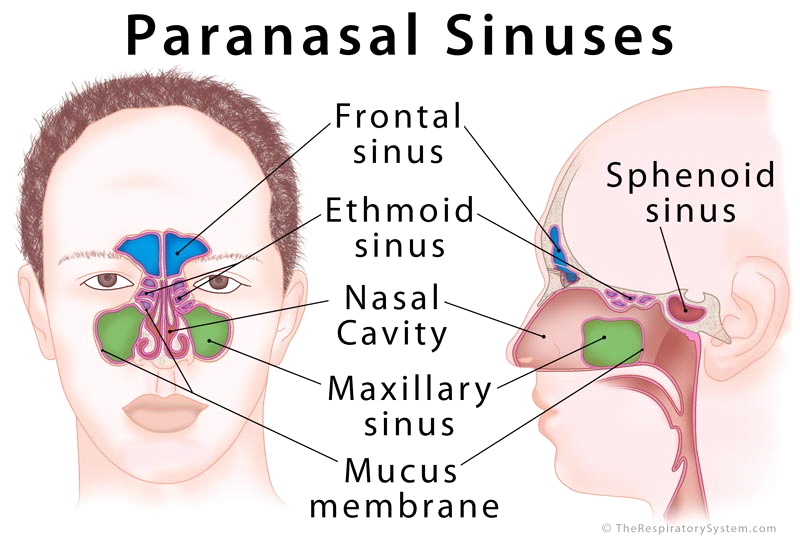 Paranasal Sinuses
Frontal
sinus
Sphenoid
sinus
Ethmoid
sinus
Nasal
Cavity
Maxillary
sinus
Mucus
membrane
© TheRespiratorySystem.com